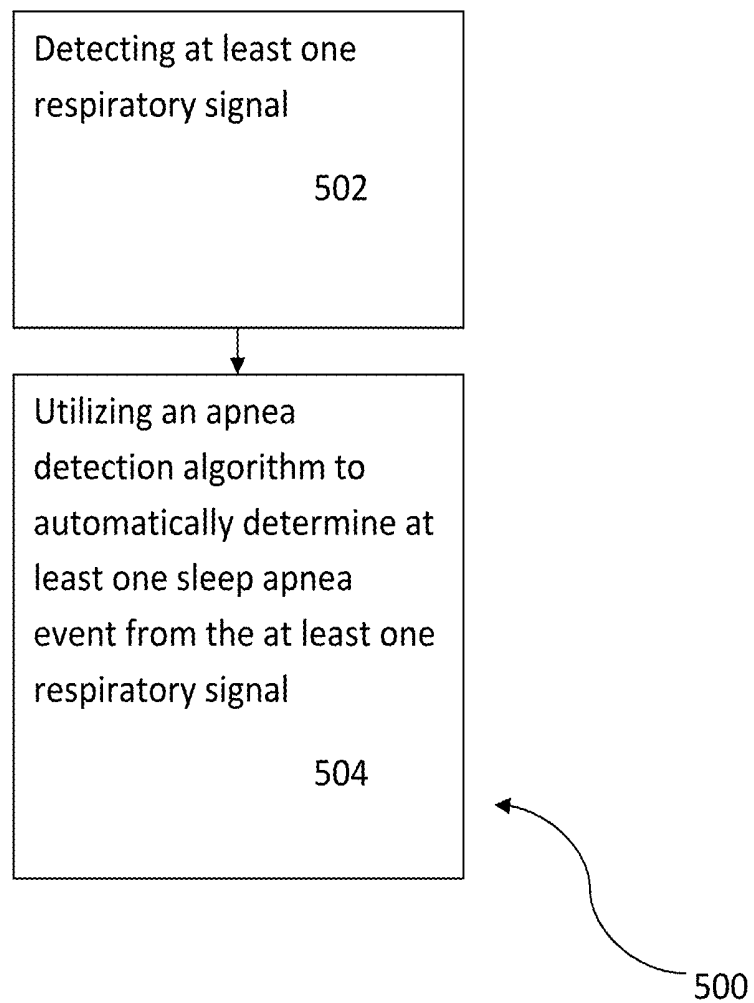 Detecting at least one
respiratory signal
502
Utilizing an apnea
detection algorithm to
automatically determine at
least one sleep apnea
event from the at least one
respiratory signal
504
500